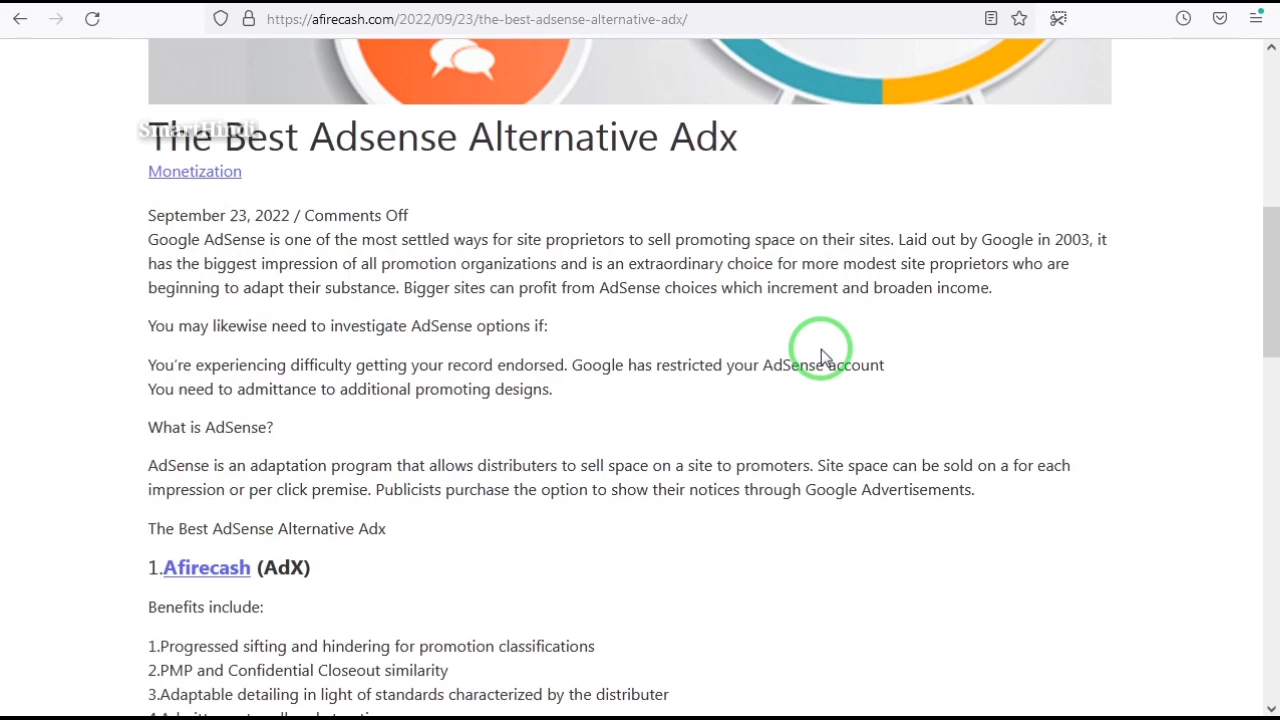 https://afirecash.com/2022/09/23/the-best-adsense-alternative-adx/
SmartHindi
The Best Adsense Alternative Adx
Monetization
September 23, 2022 / Comments Off
Google AdSense is one of the most settled ways for site proprietors to sell promoting space on their sites. Laid out by Google in 2003, it
has the biggest impression of all promotion organizations and is an extraordinary choice for more modest site proprietors who are
beginning to adapt their substance. Bigger sites can profit from AdSense choices which increment and broaden income.
You may likewise need to investigate AdSense options if:
You’re experiencing difficulty getting your record endorsed. Google has restricted your AdSense account
You need to admittance to additional promoting designs.
What is AdSense?
AdSense is an adaptation program that allows distributers to sell space on a site to promoters. Site space can be sold on a for each
impression or per click premise. Publicists purchase the option to show their notices through Google Advertisements.
The Best AdSense Alternative Adx
1.Afirecash (AdX)
Benefits include:
1.Progressed sifting and hindering for promotion classifications
2.PMP and Confidential Closeout similarity
3.Adaptable detailing in light of standards characterized by the distributer